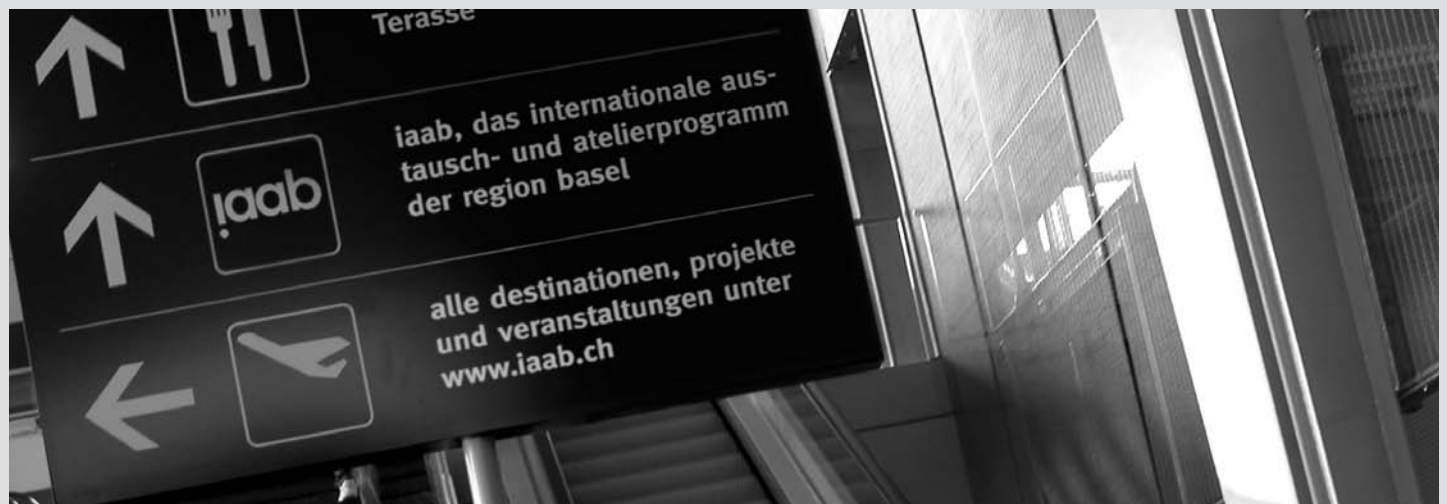 Terasse
iaab
iaab, das internationale aus-
tausch- und atelierprogramm
der region basel
alle destinationen, projekte
und veranstaltungen unter
www.iaab.ch